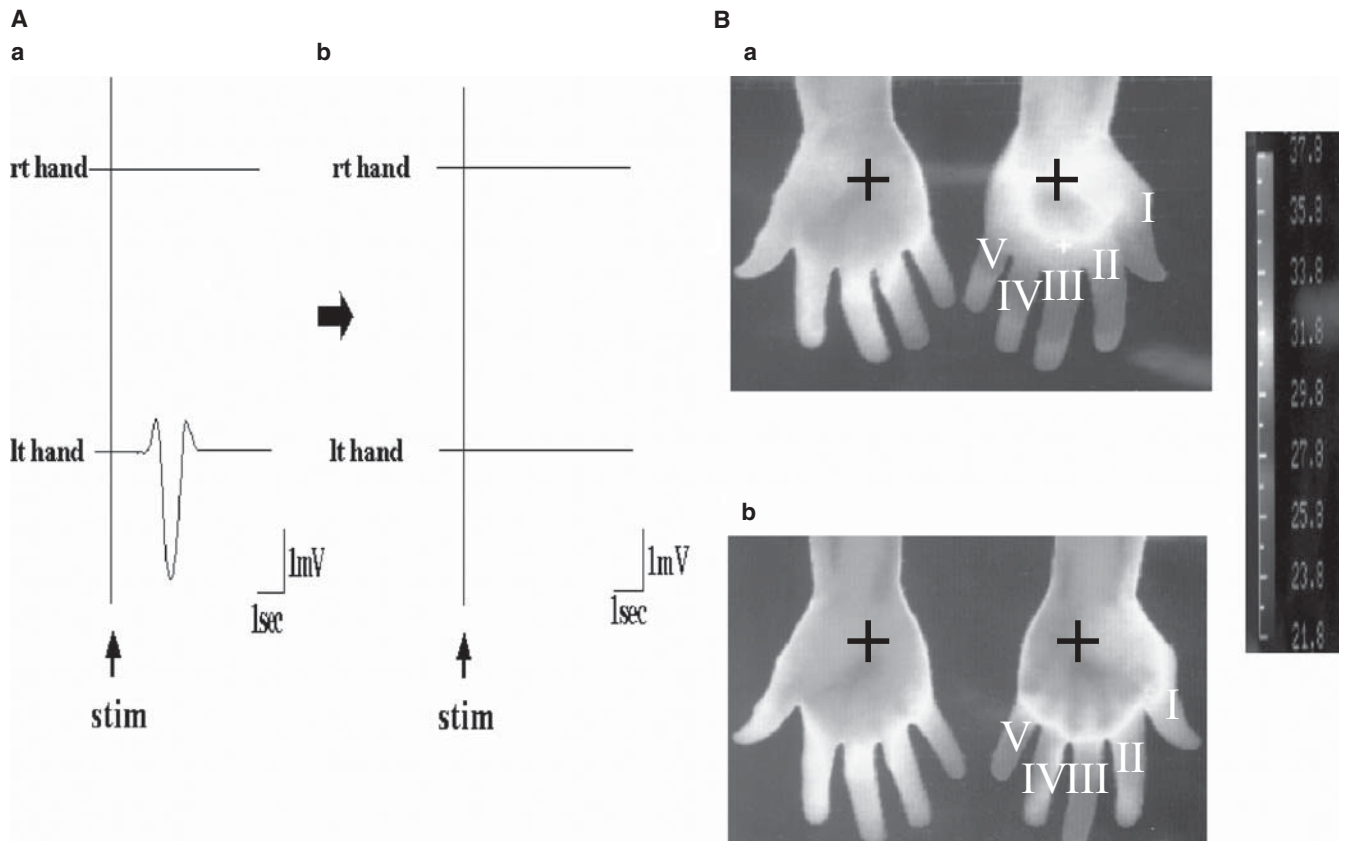 A
a
b
rt hand
lt hand
1mV
1sec
stim
rt hand
lt hand
1mV
1sec
stim
B
a
I
II
III
IV
V
37.8
35.8
33.8
31.8
29.8
27.8
25.8
23.8
21.8
b
I
II
III
IV
V